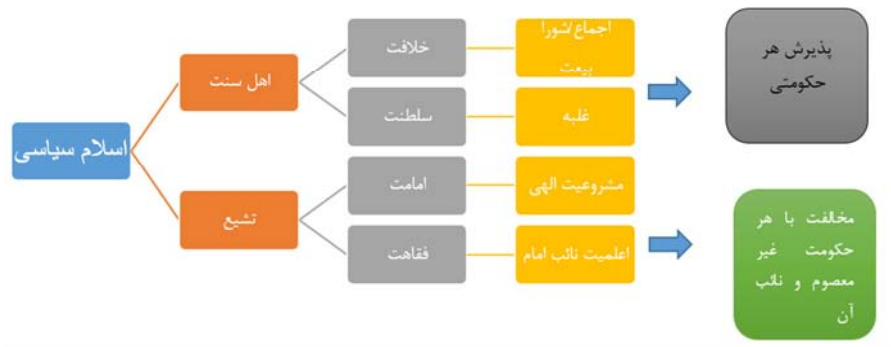 اسلام سیاسی
اهل سنت
تشیع
خلافت
سلطنت
امامت
فقاهت
اجماع/شورا
بیعت
غلبه
مشروعیت الهی
اعلمیت نائب امام
پذیرش هر
حکومتی
مخالفت با هر
حکومت غیر
معصوم و نائب
آن